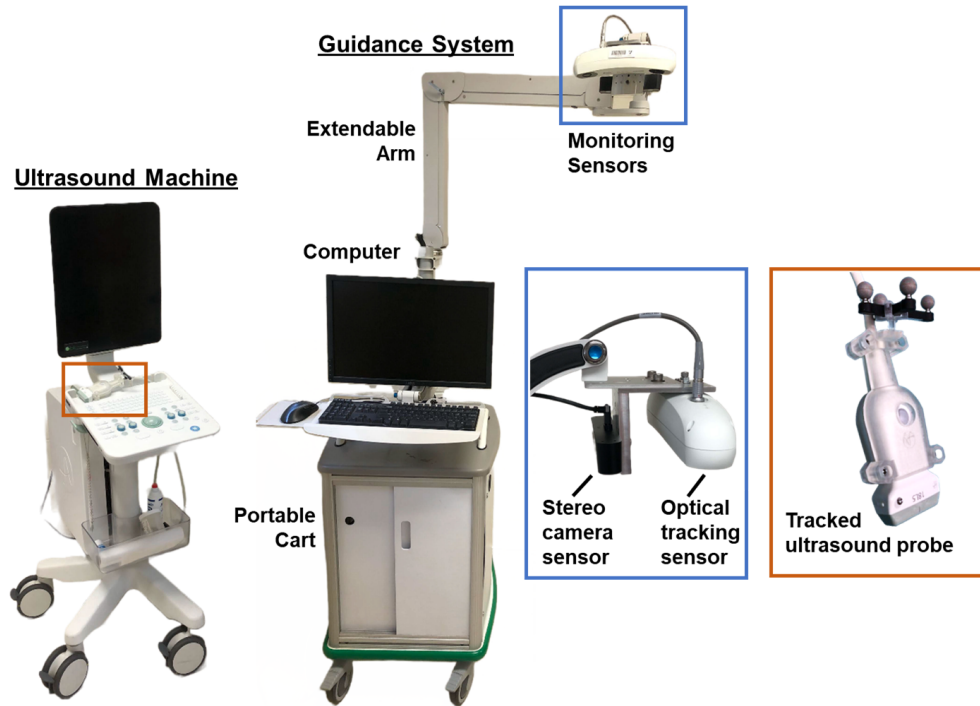 Guidance System
Extendable
Arm
Monitoring
Sensors
Ultrasound Machine
Computer
Portable
Cart
Stereo
camera
sensor
Optical
tracking
sensor
Tracked
ultrasound probe
18L5